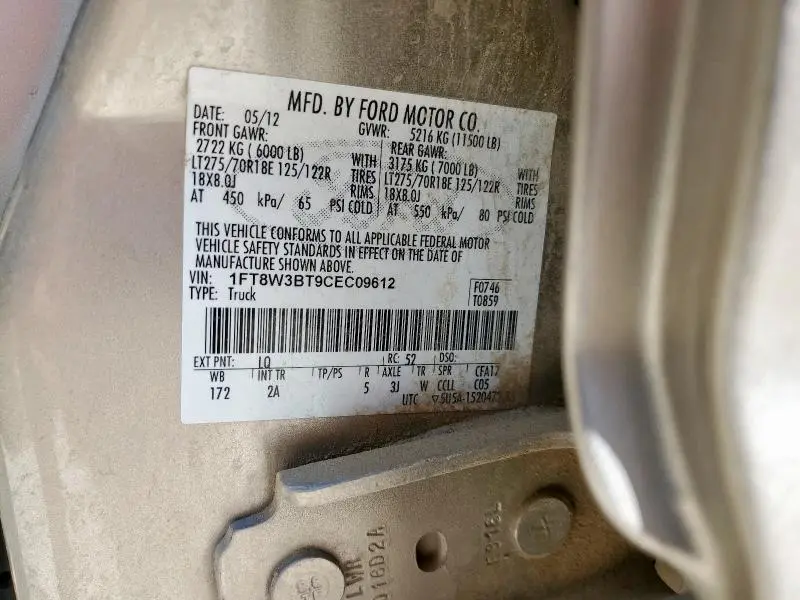 MFD. BY FORD MOTOR CO.
DATE: 05/12 GVWR: 5216 KG (11500 LB)
FRONT GAWR: REAR GAWR:
2722 KG ( 6000 LB) WITH 3175 KG ( 7000 LB) WITH
LT275/70R18E 125/122R TIRES LT275/70R18E 125/122R TIRES
18X8.0J RIMS 18X8.0J RIMS
AT 450 kPa/ 65 PSI COLD AT 550 kPa/ 80 PSI COLD
THIS VEHICLE CONFORMS TO ALL APPLICABLE FEDERAL MOTOR
VEHICLE SAFETY STANDARDS IN EFFECT ON THE DATE OF
MANUFACTURE SHOWN ABOVE.
VIN: 1FT8W3BT9CEC09612 F0746
TYPE: Truck T0859
EXT PNT: LQ RC: 52 DSO:
WB INT TR TP/PS R AXLE TR SPR CFA17
172 2A 5 3J W CCLL C05
UTC